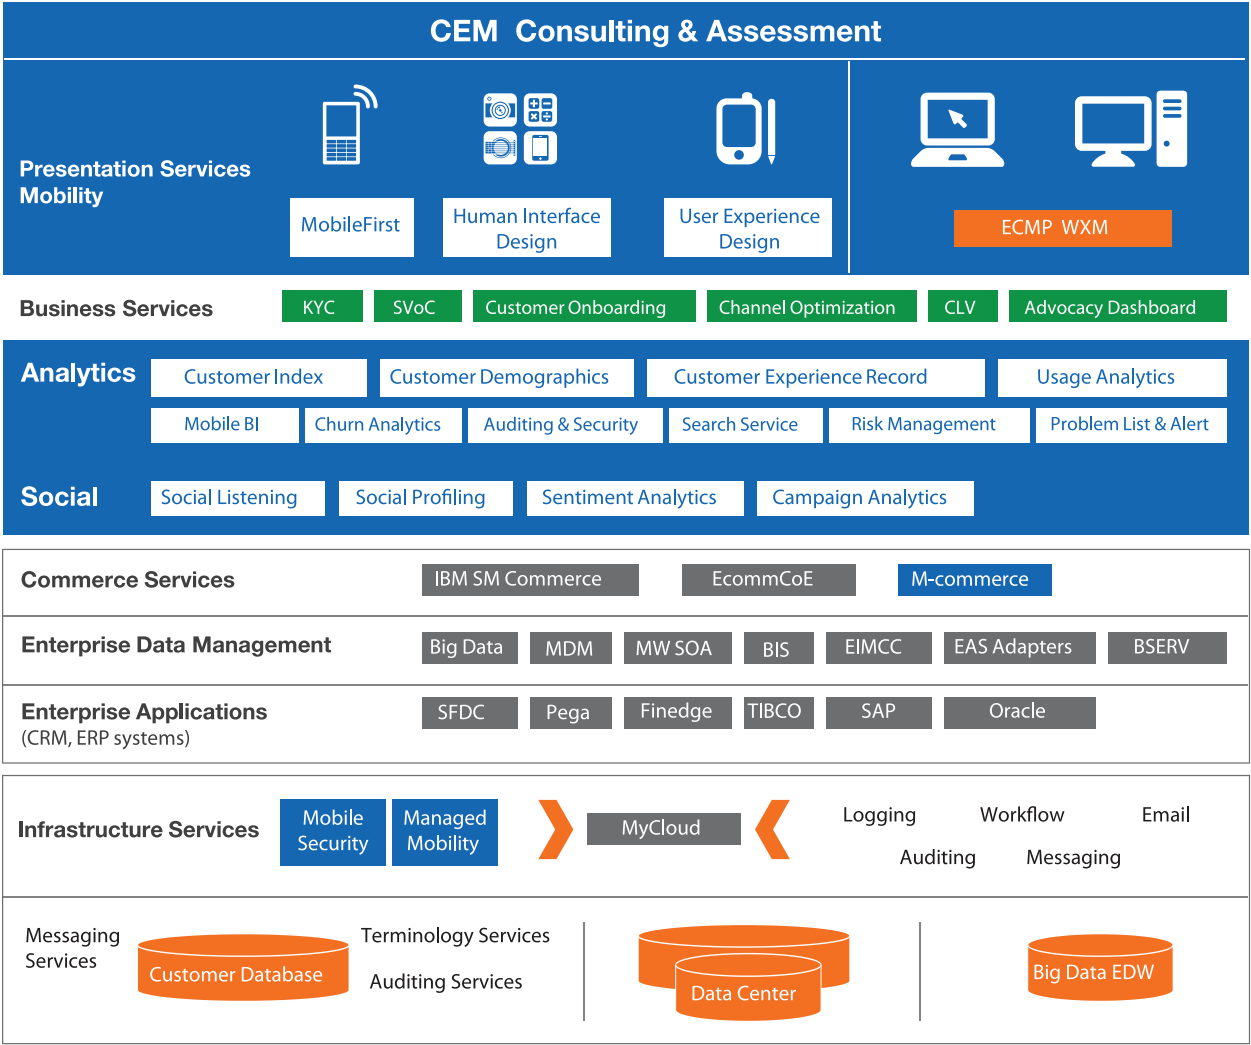 CEM Consulting & Assessment
Presentation Services
Mobility
MobileFirst
Human Interface
Design
User Experience
Design
ECMP WXM
Business Services
KYC
SVoC
Customer Onboarding
Channel Optimization
CLV
Advocacy Dashboard
Analytics
Customer Index
Customer Demographics
Customer Experience Record
Usage Analytics
Mobile BI
Churn Analytics
Auditing & Security
Search Service
Risk Management
Problem List & Alert
Social
Social Listening
Social Profiling
Sentiment Analytics
Campaign Analytics
Commerce Services
IBM SM Commerce
EcommCoE
M-commerce
Enterprise Data Management
Big Data
MDM
MW SOA
BIS
EIMCC
EAS Adapters
BSERV
Enterprise Applications
(CRM, ERP systems)
SFDC
Pega
Finedge
TIBCO
SAP
Oracle
Infrastructure Services
Mobile
Security
Managed
Mobility
MyCloud
Logging
Workflow
Email
Auditing
Messaging
Messaging
Services
Customer Database
Terminology Services
Auditing Services
Data Center
Big Data EDW